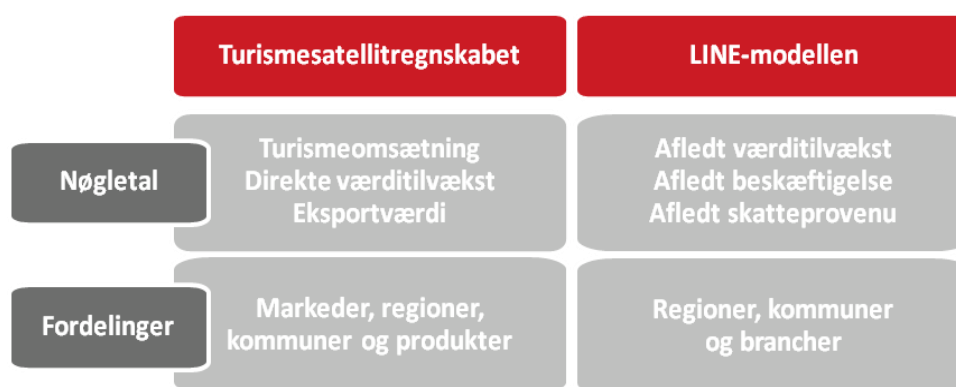 Turismesatellitregnskabet
LINE-modellen
Nøgletal
Turismeomsætning
Direkte værditilvækst
Eksportværdi
Afledt værditilvækst
Afledt beskæftigelse
Afledt skatteprovenu
Fordelinger
Markeder, regioner,
kommuner og produkter
Regioner, kommuner
og brancher